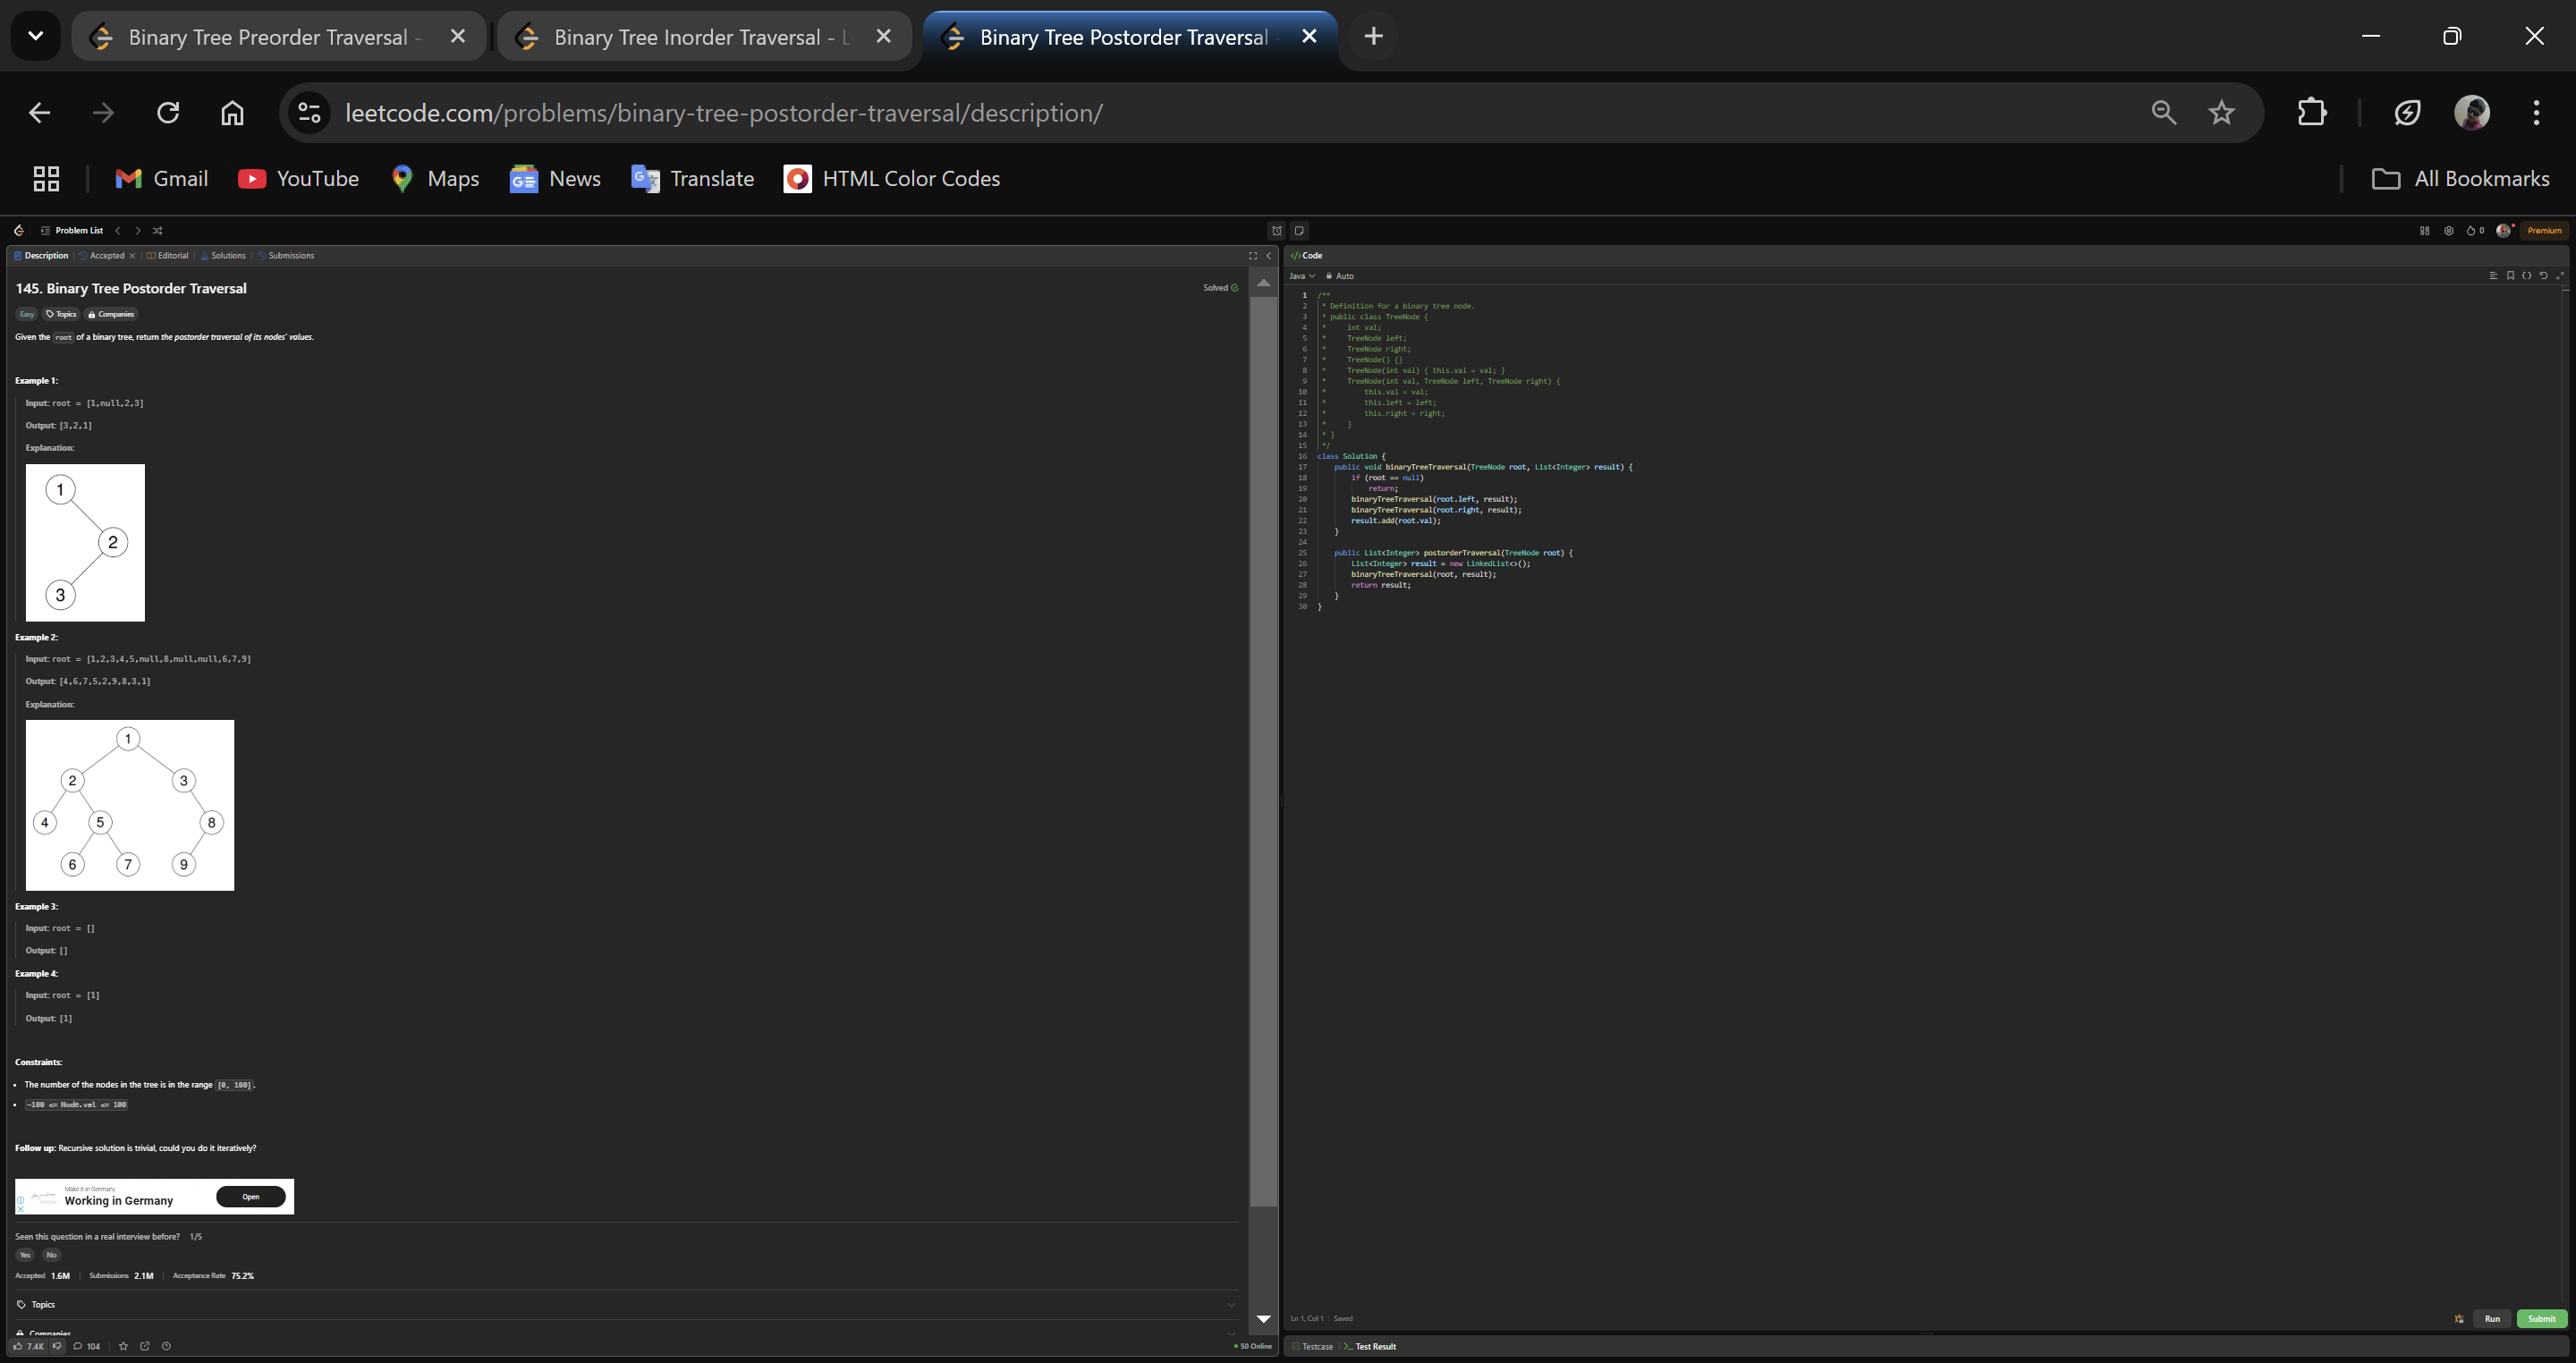 Binary Tree Preorder Traversal -
Binary Tree Inorder Traversal - L
Binary Tree Postorder Traversal
leetcode.com/problems/binary-tree-postorder-traversal/description/
Gmail
YouTube
Maps
News
Translate
HTML Color Codes
All Bookmarks
Problem List
0
Premium
Description
Accepted
Editorial
Solutions
Submissions
145. Binary Tree Postorder Traversal
Solved
Easy
Topics
Companies
Given the root of a binary tree, return the postorder traversal of its nodes' values.
Example 1:
Input: root = [1,null,2,3]
Output: [3,2,1]
Explanation:
1
2
3
Example 2:
Input: root = [1,2,3,4,5,null,8,null,null,6,7,9]
Output: [4,6,7,5,2,9,8,3,1]
Explanation:
1
2 3
4 5 8
6 7 9
Example 3:
Input: root = []
Output: []
Example 4:
Input: root = [1]
Output: [1]
Constraints:
• The number of the nodes in the tree is in the range [0, 100].
• -100 <= Node.val <= 100
Follow up: Recursive solution is trivial, could you do it iteratively?
Make it in Germany
Working in Germany
Open
Seen this question in a real interview before? 1/5
Yes No
Accepted 1.6M | Submissions 2.1M | Acceptance Rate 75.2%
Topics
Companies
7.4K
104
50 Online
</>Code
Java
Auto
1 /**
2 * Definition for a binary tree node.
3 * public class TreeNode {
4 *     int val;
5 *     TreeNode left;
6 *     TreeNode right;
7 *     TreeNode() {}
8 *     TreeNode(int val) { this.val = val; }
9 *     TreeNode(int val, TreeNode left, TreeNode right) {
10 *         this.val = val;
11 *         this.left = left;
12 *         this.right = right;
13 *     }
14 * }
15 */
16 class Solution {
17     public void binaryTreeTraversal(TreeNode root, List<Integer> result) {
18         if (root == null)
19             return;
20         binaryTreeTraversal(root.left, result);
21         binaryTreeTraversal(root.right, result);
22         result.add(root.val);
23     }
24
25     public List<Integer> postorderTraversal(TreeNode root) {
26         List<Integer> result = new LinkedList<>();
27         binaryTreeTraversal(root, result);
28         return result;
29     }
30 }
Ln 1, Col 1 | Saved
Run
Submit
Testcase
Test Result